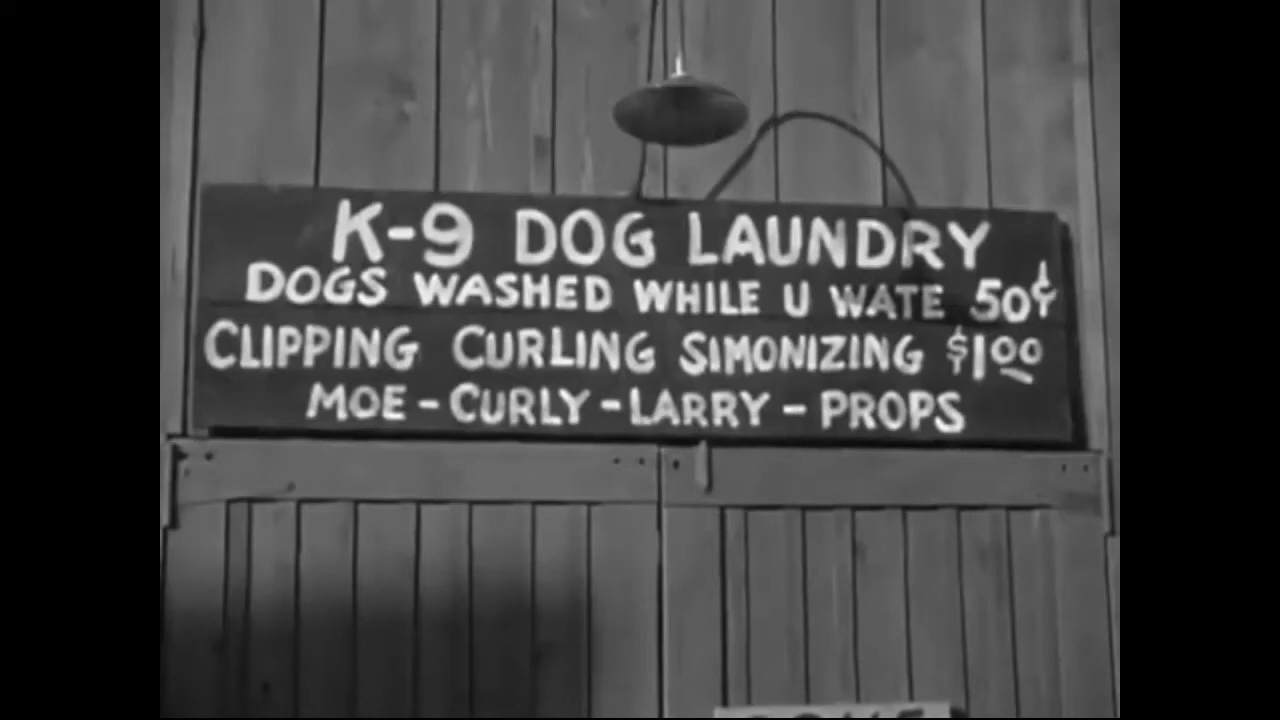 K-9 DOG LAUNDRY
DOGS WASHED WHILE U WATE 50¢
CLIPPING CURLING SIMONIZING $1.00
MOE - CURLY - LARRY - PROPS